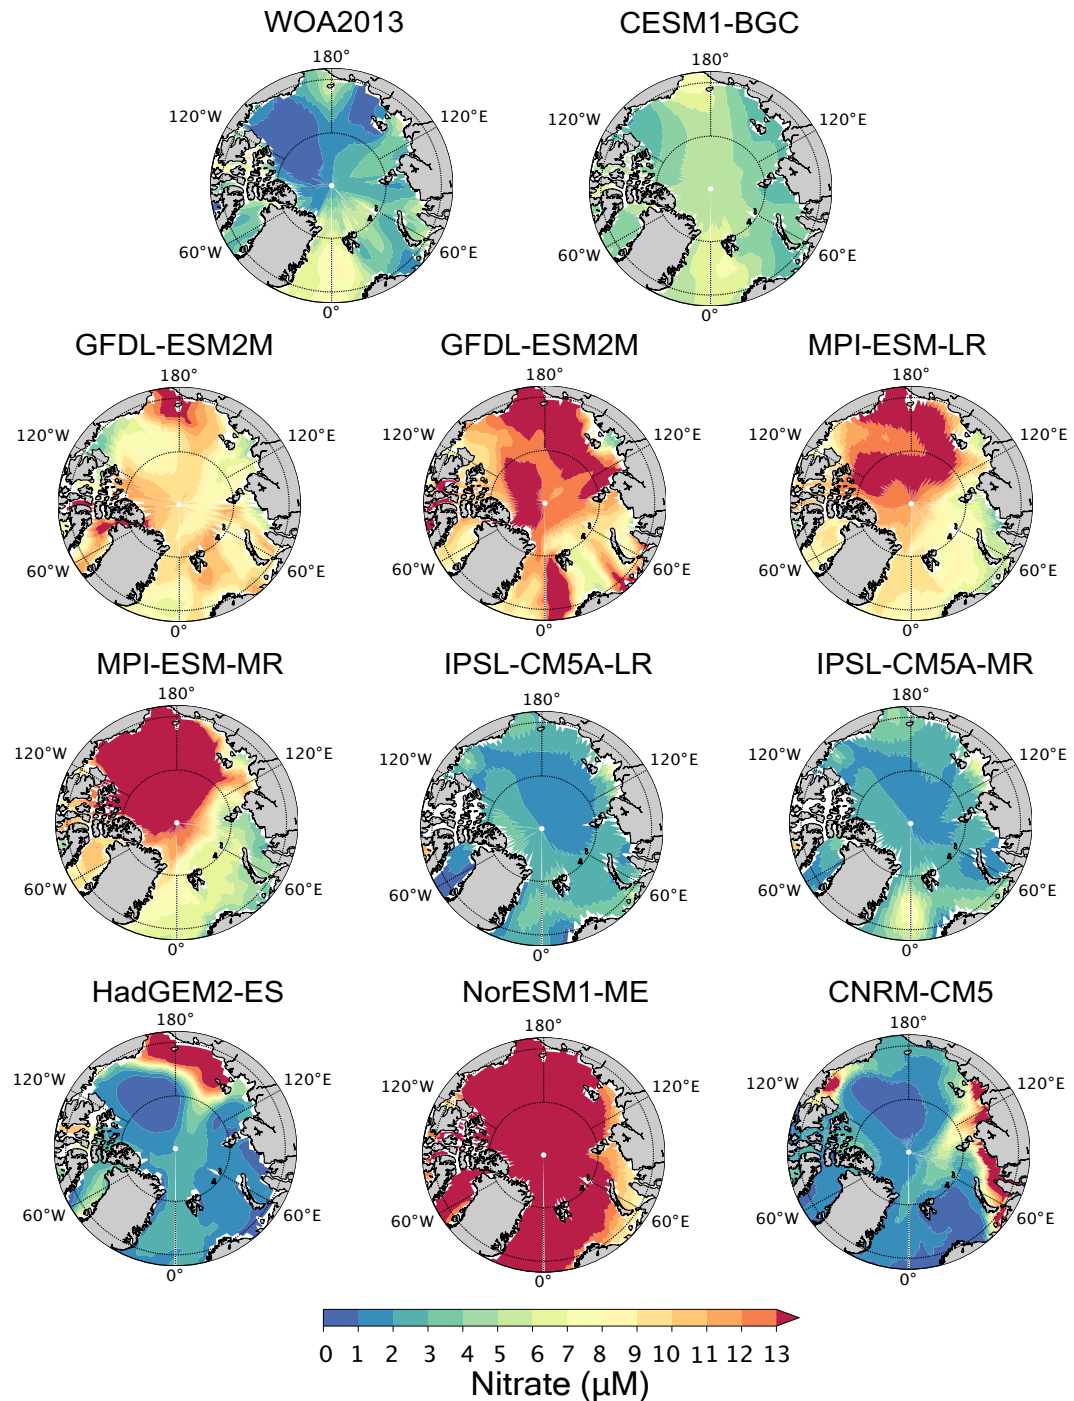 WOA2013 CESM1-BGC
180° 180°
120°W 120°E 120°W 120°E
60°W 60°E 60°W 60°E
0° 0°
GFDL-ESM2M GFDL-ESM2M MPI-ESM-LR
180° 180° 180°
120°W 120°E 120°W 120°E 120°W 120°E
60°W 60°E 60°W 60°E 60°W 60°E
0° 0° 0°
MPI-ESM-MR IPSL-CM5A-LR IPSL-CM5A-MR
180° 180° 180°
120°W 120°E 120°W 120°E 120°W 120°E
60°W 60°E 60°W 60°E 60°W 60°E
0° 0° 0°
HadGEM2-ES NorESM1-ME CNRM-CM5
180° 180° 180°
120°W 120°E 120°W 120°E 120°W 120°E
60°W 60°E 60°W 60°E 60°W 60°E
0° 0° 0°
0 1 2 3 4 5 6 7 8 9 10 11 12 13
Nitrate (µM)